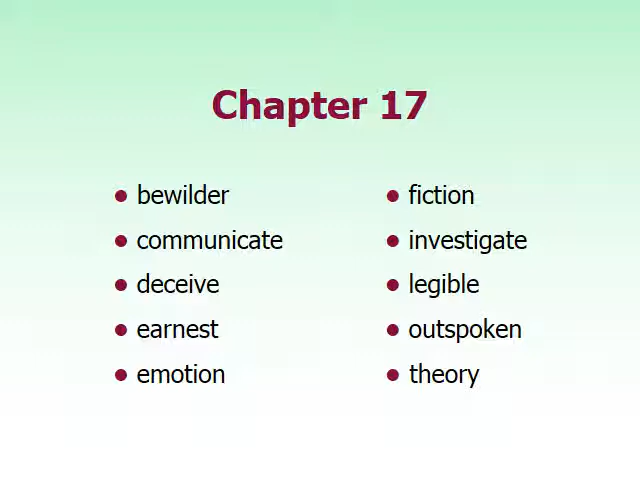 Chapter 17
bewilder
communicate
deceive
earnest
emotion
fiction
investigate
legible
outspoken
theory